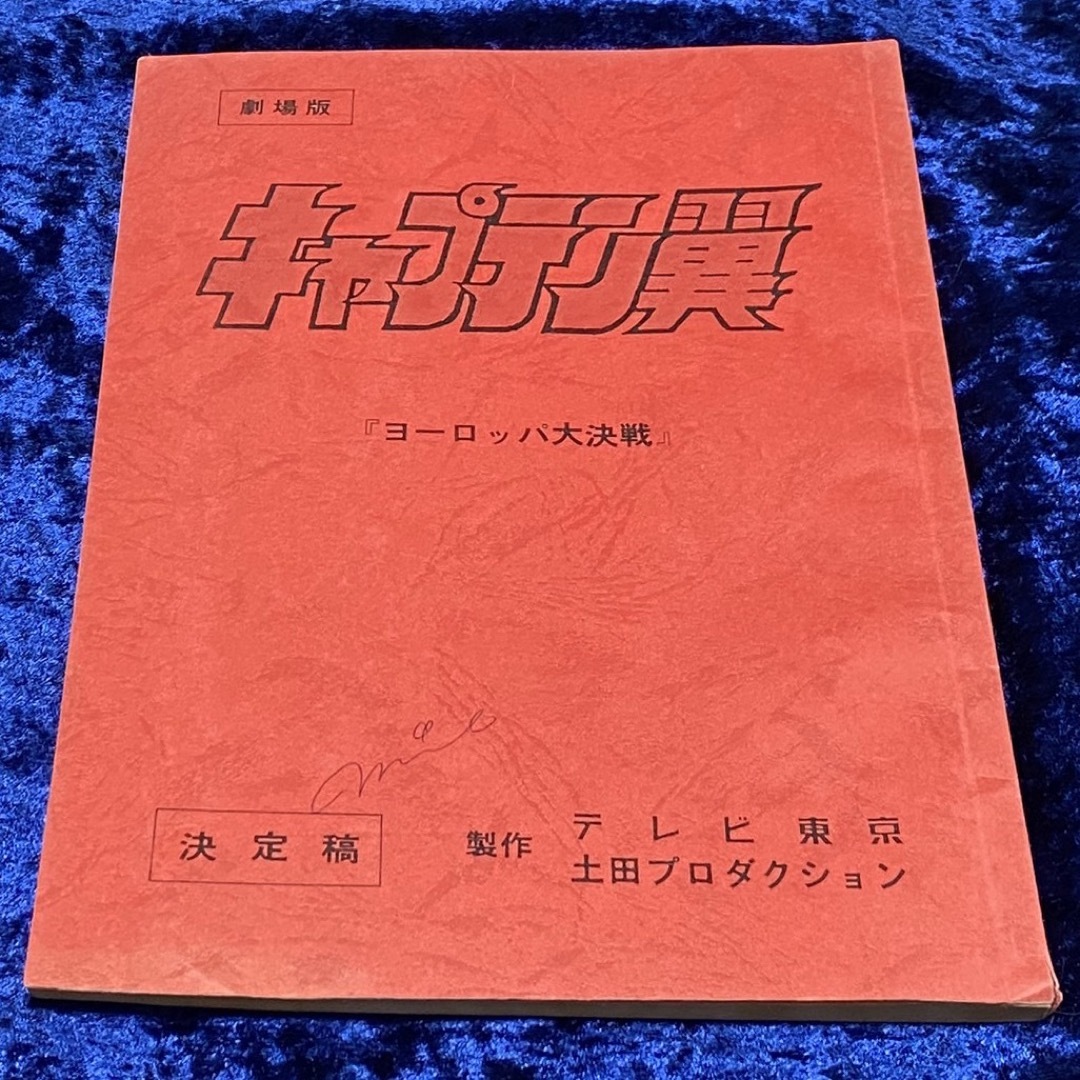 劇場版
キャプテン翼
『ヨーロッパ大決戦』
決定稿
製作 テレビ東京
土田プロダクション